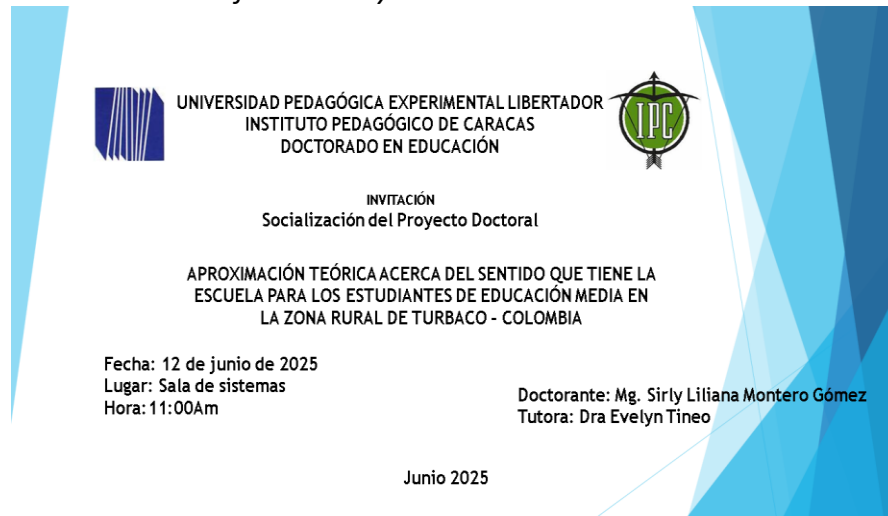 UNIVERSIDAD PEDAGÓGICA EXPERIMENTAL LIBERTADOR
INSTITUTO PEDAGÓGICO DE CARACAS
DOCTORADO EN EDUCACIÓN
IPC
INVITACIÓN
Socialización del Proyecto Doctoral
APROXIMACIÓN TEÓRICA ACERCA DEL SENTIDO QUE TIENE LA
ESCUELA PARA LOS ESTUDIANTES DE EDUCACIÓN MEDIA EN
LA ZONA RURAL DE TURBACO - COLOMBIA
Fecha: 12 de junio de 2025
Lugar: Sala de sistemas
Hora:11:00Am
Doctorante: Mg. Sirly Liliana Montero Gómez
Tutora: Dra Evelyn Tineo
Junio 2025